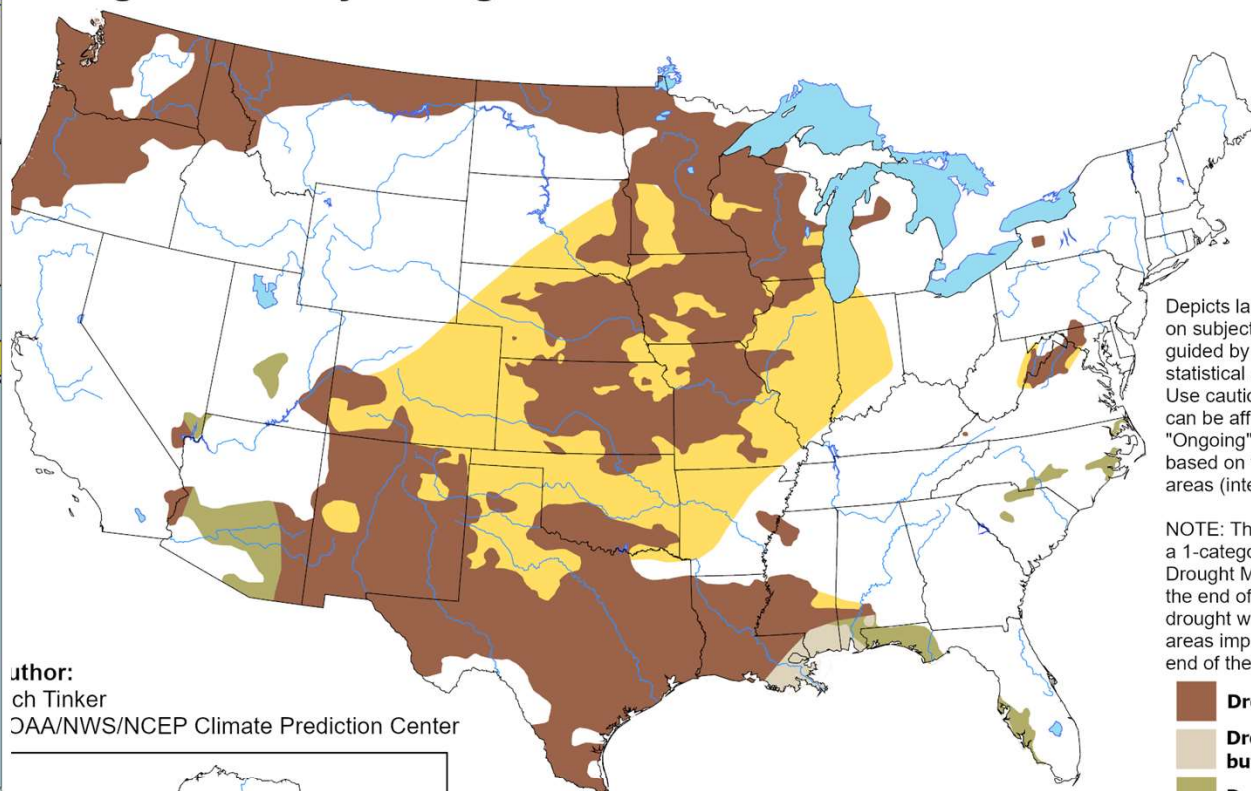 Depicts la
on subject
guided by
statistical
Use cautio
can be aff
"Ongoing"
based on
areas (inte
NOTE: Th
a 1-catego
Drought M
the end of
drought w
areas imp
end of the
uthor:
ch Tinker
OAA/NWS/NCEP Climate Prediction Center
Dro
Dro
bu